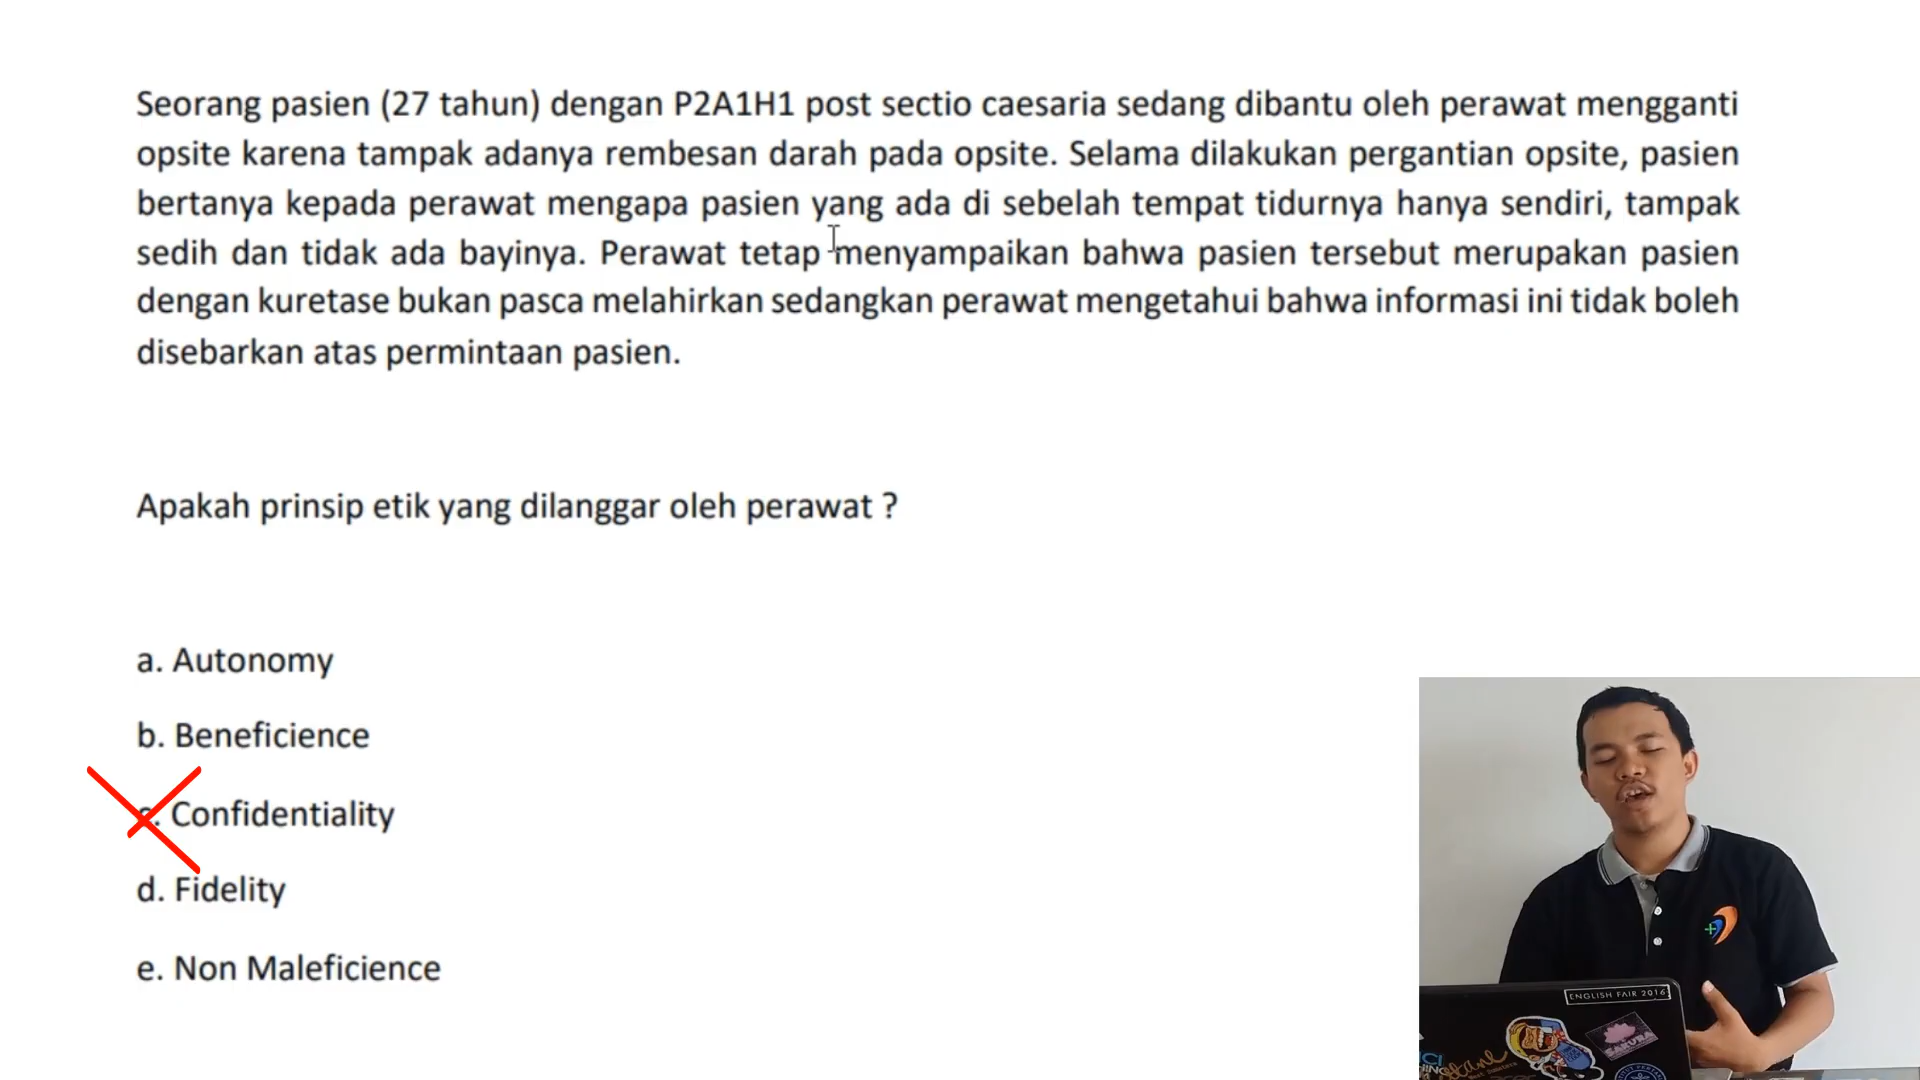 Seorang pasien (27 tahun) dengan P2A1H1 post sectio caesaria sedang dibantu oleh perawat mengganti
opsite karena tampak adanya rembesan darah pada opsite. Selama dilakukan pergantian opsite, pasien
bertanya kepada perawat mengapa pasien yang ada di sebelah tempat tidurnya hanya sendiri, tampak
sedih dan tidak ada bayinya. Perawat tetap menyampaikan bahwa pasien tersebut merupakan pasien
dengan kuretase bukan pasca melahirkan sedangkan perawat mengetahui bahwa informasi ini tidak boleh
disebarkan atas permintaan pasien.
Apakah prinsip etik yang dilanggar oleh perawat ?
a. Autonomy
b. Beneficience
c. Confidentiality
d. Fidelity
e. Non Maleficience
ENGLISH FAIR 2016
SAKURA